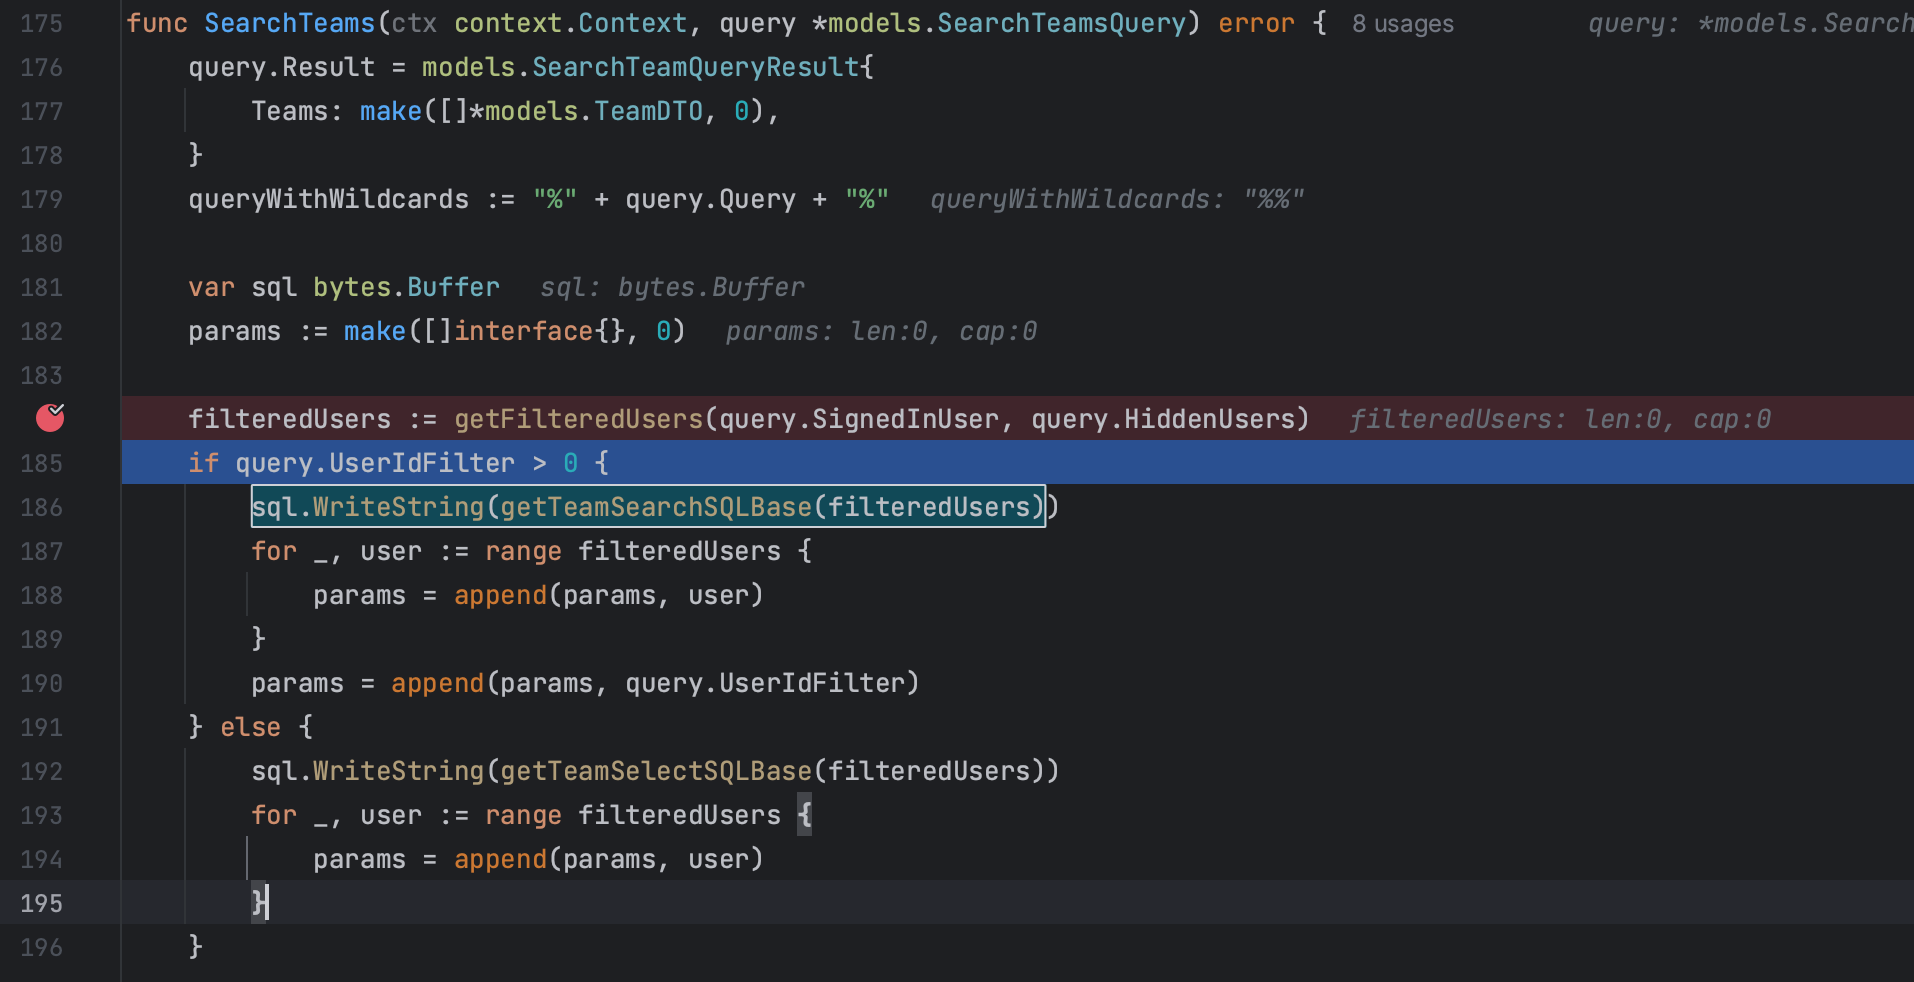 175 func SearchTeams(ctx context.Context, query *models.SearchTeamsQuery) error { 8 usages query: *models.Search
176 query.Result = models.SearchTeamQueryResult{
177 Teams: make([]*models.TeamDTO, 0),
178 }
179 queryWithWildcards := "%" + query.Query + "%" queryWithWildcards: "%%"
180
181 var sql bytes.Buffer sql: bytes.Buffer
182 params := make([]interface{}, 0) params: len:0, cap:0
183
filteredUsers := getFilteredUsers(query.SignedInUser, query.HiddenUsers) filteredUsers: len:0, cap:0
185 if query.UserIdFilter > 0 {
186 sql.WriteString(getTeamSearchSQLBase(filteredUsers))
187 for _, user := range filteredUsers {
188 params = append(params, user)
189 }
190 params = append(params, query.UserIdFilter)
191 } else {
192 sql.WriteString(getTeamSelectSQLBase(filteredUsers))
193 for _, user := range filteredUsers {
194 params = append(params, user)
195 }
196 }